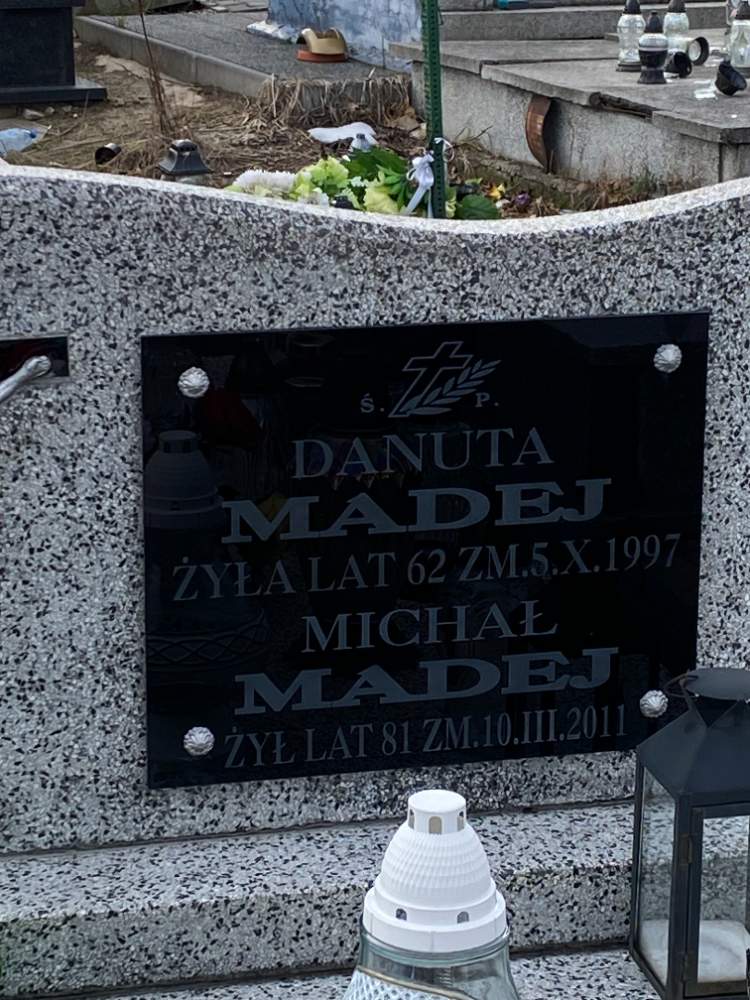 Ś. P.
DANUTA
MADEJ
ŻYŁA LAT 62 ZM.5.X.1997
MICHAŁ
MADEJ
ŻYŁ LAT 81 ZM.10.III.2011